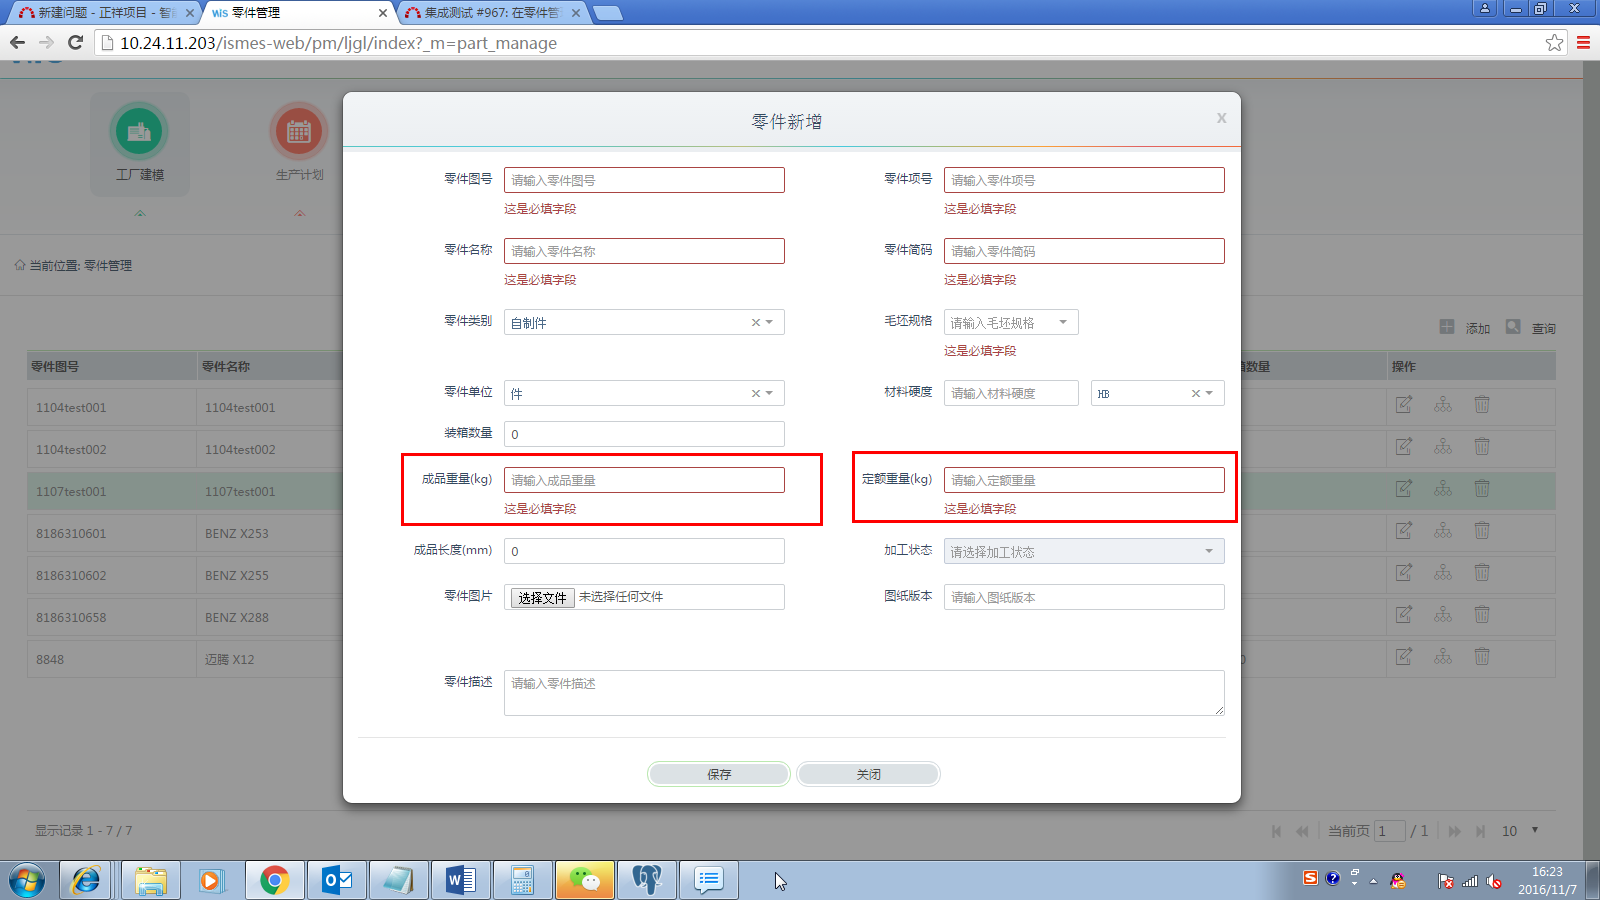 新建问题 - 正祥项目 - 智
WIS 零件管理
集成测试 #967: 在零件管
10.24.11.203/ismes-web/pm/ljgl/index?_m=part_manage
工厂建模
生产计划
当前位置: 零件管理
添加
查询
零件图号
零件名称
箱数量
操作
1104test001
1104test001
1104test002
1104test002
1107test001
1107test001
8186310601
BENZ X253
8186310602
BENZ X255
8186310658
BENZ X288
8848
迈腾 X12
显示记录 1 - 7 / 7
当前页 1 / 1
10
零件新增
x
零件图号
请输入零件图号
这是必填字段
零件项号
请输入零件项号
这是必填字段
零件名称
请输入零件名称
这是必填字段
零件简码
请输入零件简码
这是必填字段
零件类别
自制件
毛坯规格
请输入毛坯规格
这是必填字段
零件单位
件
材料硬度
请输入材料硬度
HB
装箱数量
0
成品重量(kg)
请输入成品重量
这是必填字段
定额重量(kg)
请输入定额重量
这是必填字段
成品长度(mm)
0
加工状态
请选择加工状态
零件图片
选择文件 未选择任何文件
图纸版本
请输入图纸版本
零件描述
请输入零件描述
保存
关闭
16:23
2016/11/7